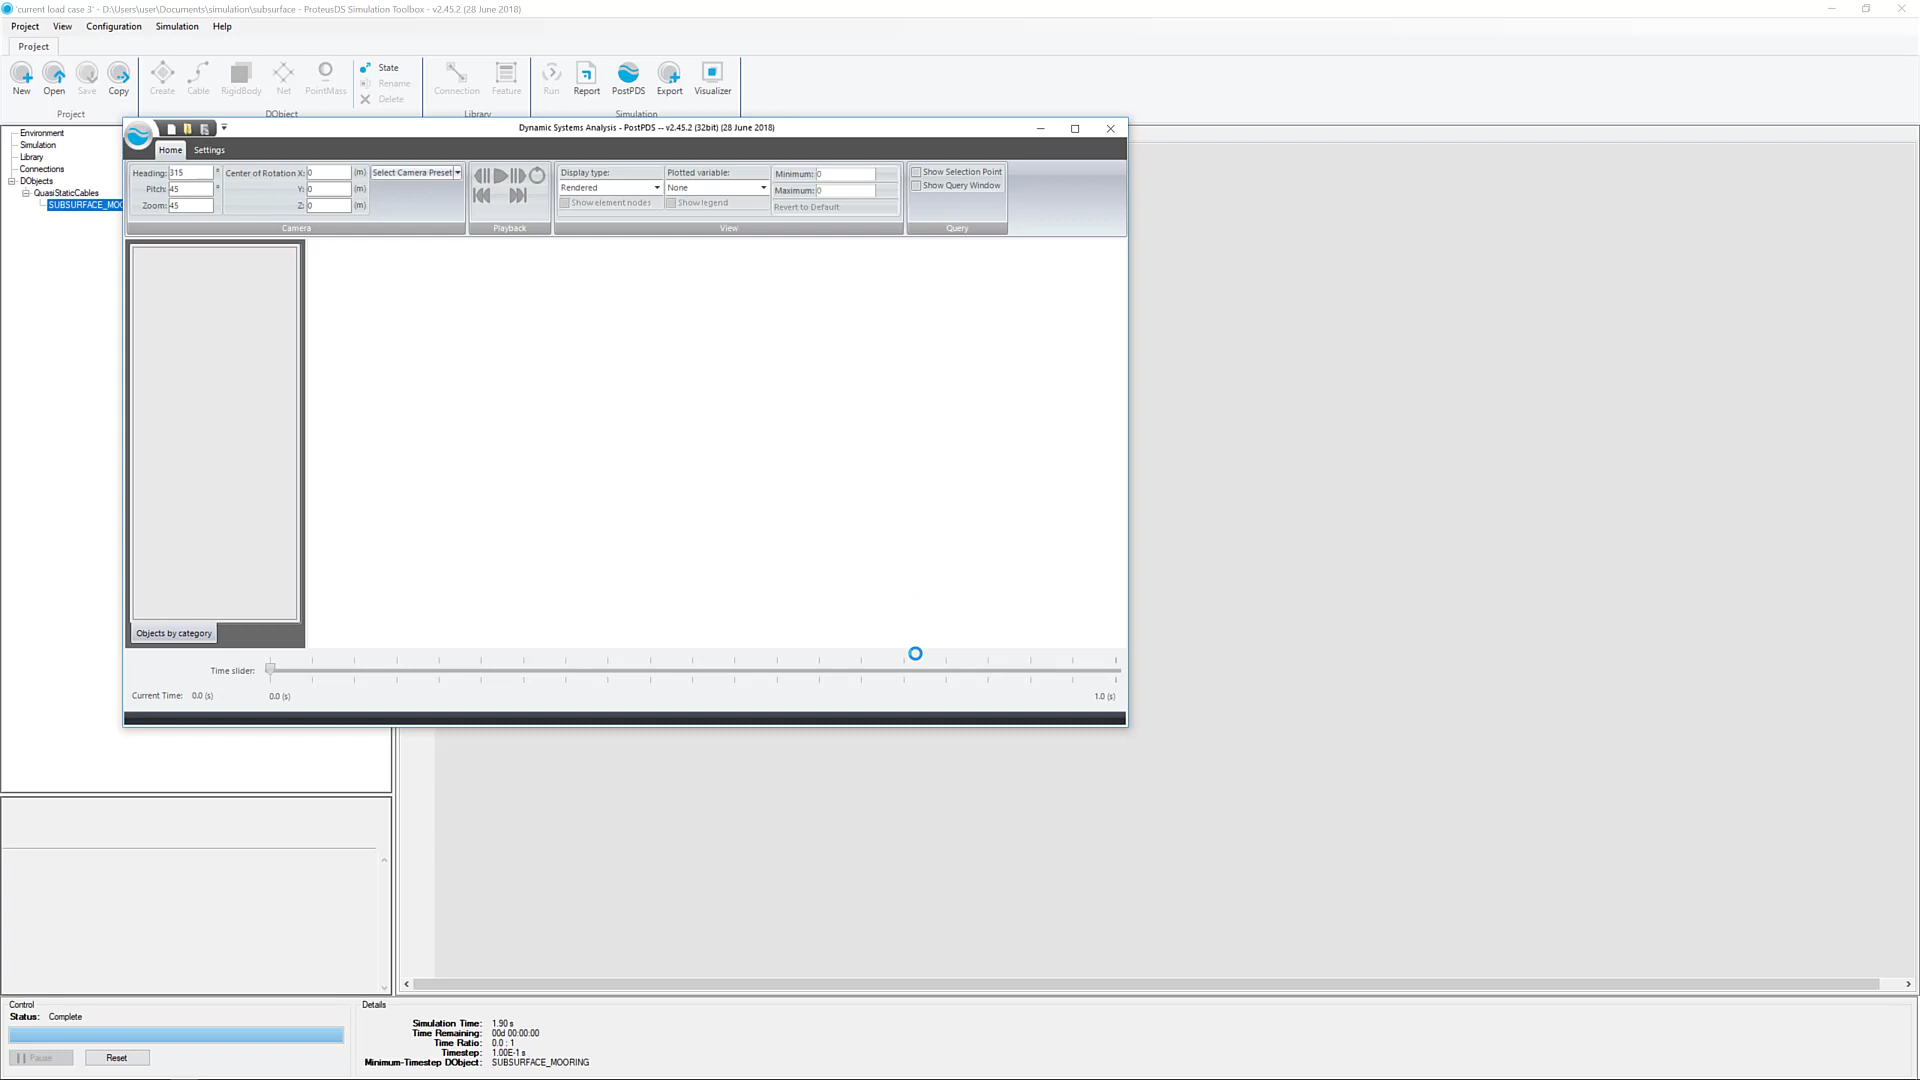 'current load case 3' - D:\Users\user\Documents\simulation\subsurface - ProteusDS Simulation Toolbox - v2.45.2 (28 June 2018)
Project View Configuration Simulation Help
Project
New Open Save Copy
Create Cable RigidBody Net PointMass
State
Rename
Delete
Connection Feature
Run Report PostPDS Export Visualizer
Project DObject Library Simulation
Environment
Simulation
Library
Connections
DObjects
QuasiStaticCables
SUBSURFACE_MOO
Dynamic Systems Analysis - PostPDS -- v2.45.2 (32bit) (28 June 2018)
Home Settings
Heading: 315 ° Center of Rotation X: 0 (m) Select Camera Preset
Pitch: 45 ° Y: 0 (m)
Zoom: 45 Z: 0 (m)
Camera
Playback
Display type: Plotted variable: Minimum: 0
Rendered None Maximum: 0
Show element nodes Show legend Revert to Default
View
Show Selection Point
Show Query Window
Query
Objects by category
Time slider:
Current Time: 0.0 (s) 0.0 (s) 1.0 (s)
Control
Status: Complete
Pause Reset
Details
Simulation Time: 1.90 s
Time Remaining: 00d 00:00:00
Time Ratio: 0.0 : 1
Timestep: 1.00E-1 s
Minimum-Timestep DObject: SUBSURFACE_MOORING